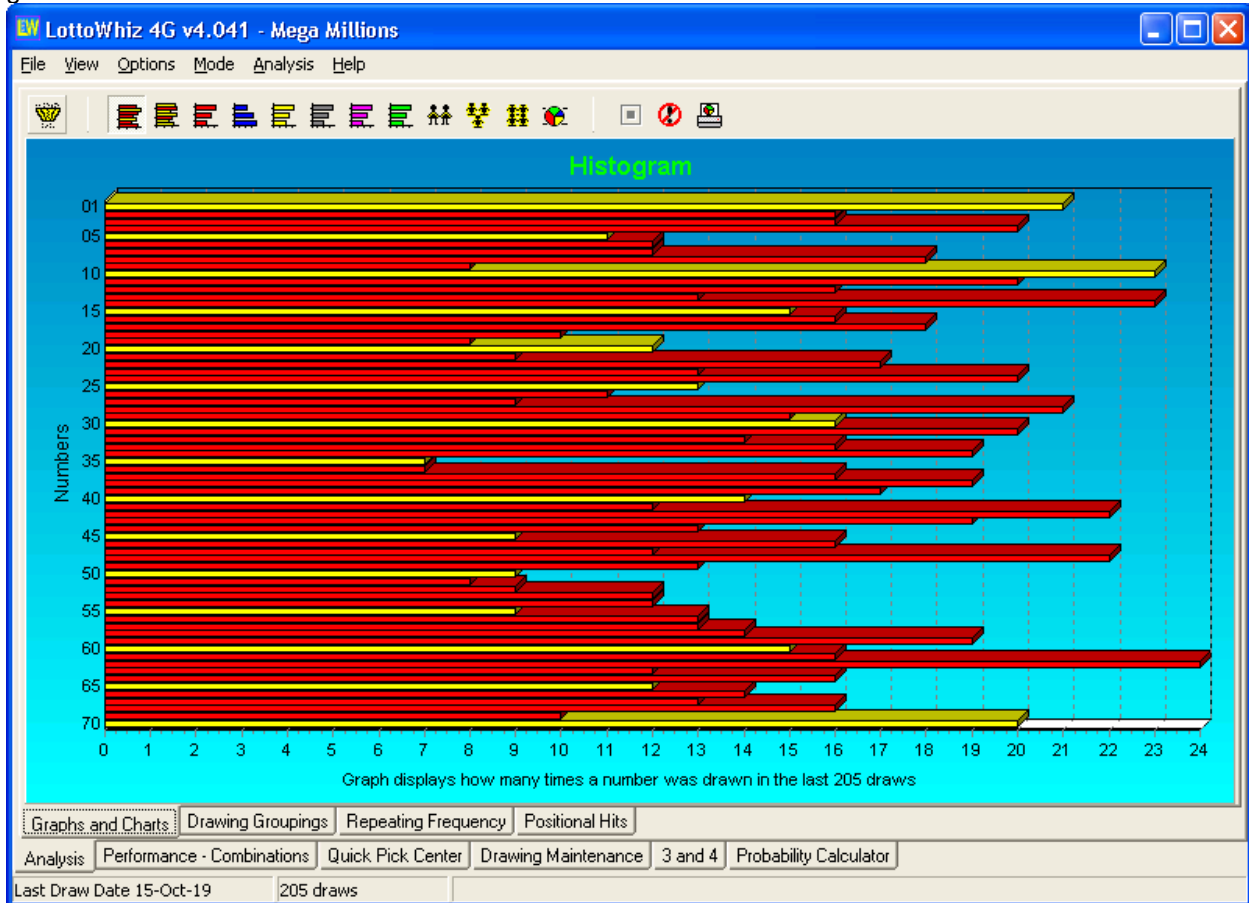 EW LottoWhiz 4G v4.041 - Mega Millions
File View Options Mode Analysis Help
Histogram
01
05
10
15
20
25
30
35
40
45
50
55
60
65
70
Numbers
0 1 2 3 4 5 6 7 8 9 10 11 12 13 14 15 16 17 18 19 20 21 22 23 24
Graph displays how many times a number was drawn in the last 205 draws
Graphs and Charts Drawing Groupings Repeating Frequency Positional Hits
Analysis Performance - Combinations Quick Pick Center Drawing Maintenance 3 and 4 Probability Calculator
Last Draw Date 15-Oct-19 205 draws